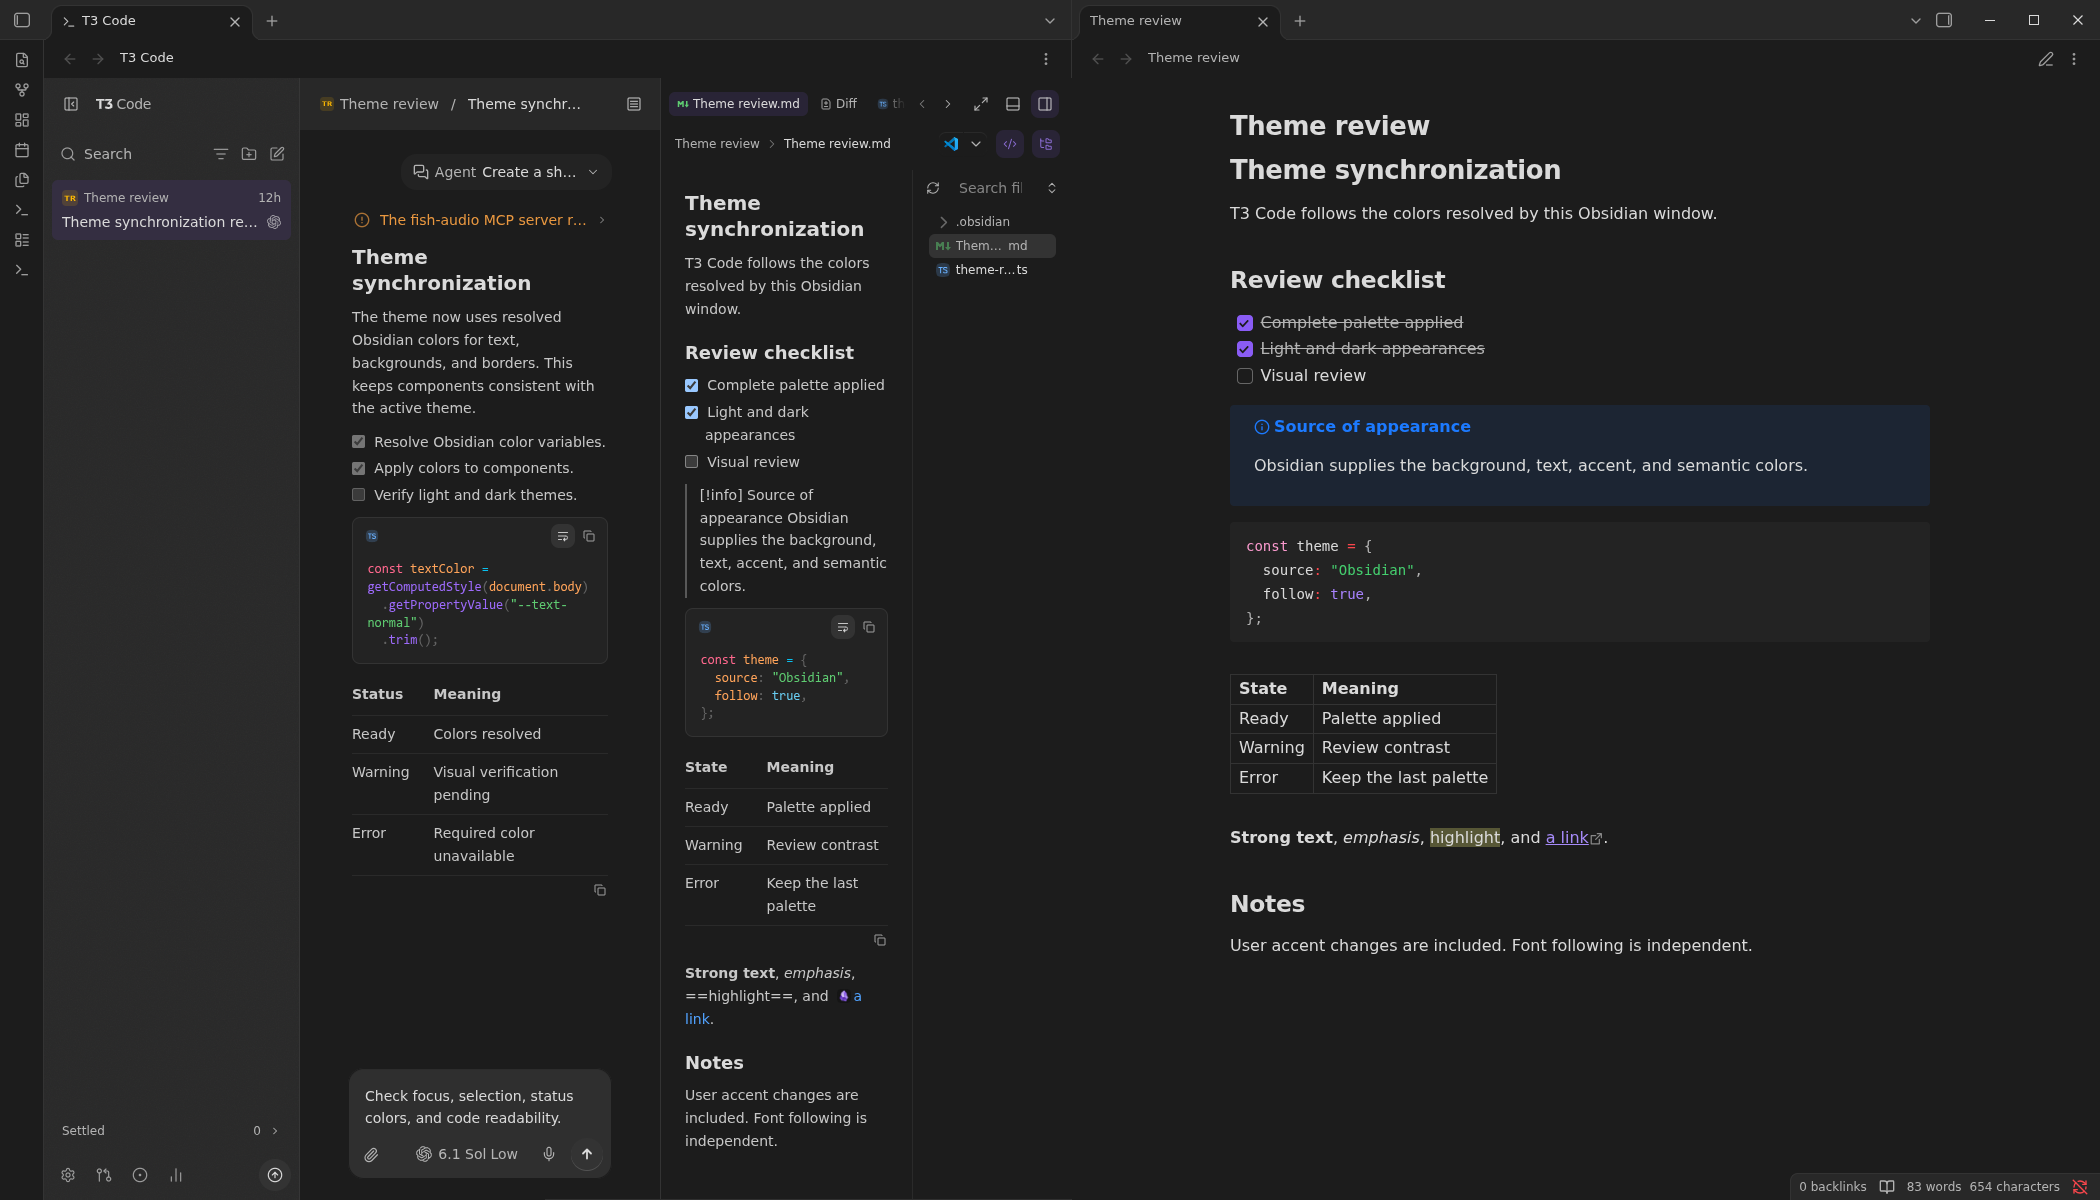 T3 Code
Theme review
T3 Code
Theme review
T3 Code
Search
TR Theme review 12h
Theme synchronization re...
Settled 0
TR Theme review / Theme synchr...
Agent Create a sh...
The fish-audio MCP server r...
Theme
synchronization
The theme now uses resolved
Obsidian colors for text,
backgrounds, and borders. This
keeps components consistent with
the active theme.
Resolve Obsidian color variables.
Apply colors to components.
Verify light and dark themes.
TS
const textColor =
getComputedStyle(document.body)
.getPropertyValue("--text-
normal")
.trim();
Status Meaning
Ready Colors resolved
Warning Visual verification
pending
Error Required color
unavailable
Check focus, selection, status
colors, and code readability.
6.1 Sol Low
M↓ Theme review.md Diff TS th
Theme review > Theme review.md
Theme
synchronization
T3 Code follows the colors
resolved by this Obsidian
window.
Review checklist
Complete palette applied
Light and dark
appearances
Visual review
[!info] Source of
appearance Obsidian
supplies the background,
text, accent, and semantic
colors.
TS
const theme = {
source: "Obsidian",
follow: true,
};
State Meaning
Ready Palette applied
Warning Review contrast
Error Keep the last
palette
Strong text, emphasis,
==highlight==, and a
link.
Notes
User accent changes are
included. Font following is
independent.
Search fi
.obsidian
M↓ Them... md
TS theme-r...ts
Theme review
Theme synchronization
T3 Code follows the colors resolved by this Obsidian window.
Review checklist
Complete palette applied
Light and dark appearances
Visual review
Source of appearance
Obsidian supplies the background, text, accent, and semantic colors.
const theme = {
source: "Obsidian",
follow: true,
};
State Meaning
Ready Palette applied
Warning Review contrast
Error Keep the last palette
Strong text, emphasis, highlight, and a link.
Notes
User accent changes are included. Font following is independent.
0 backlinks 83 words 654 characters